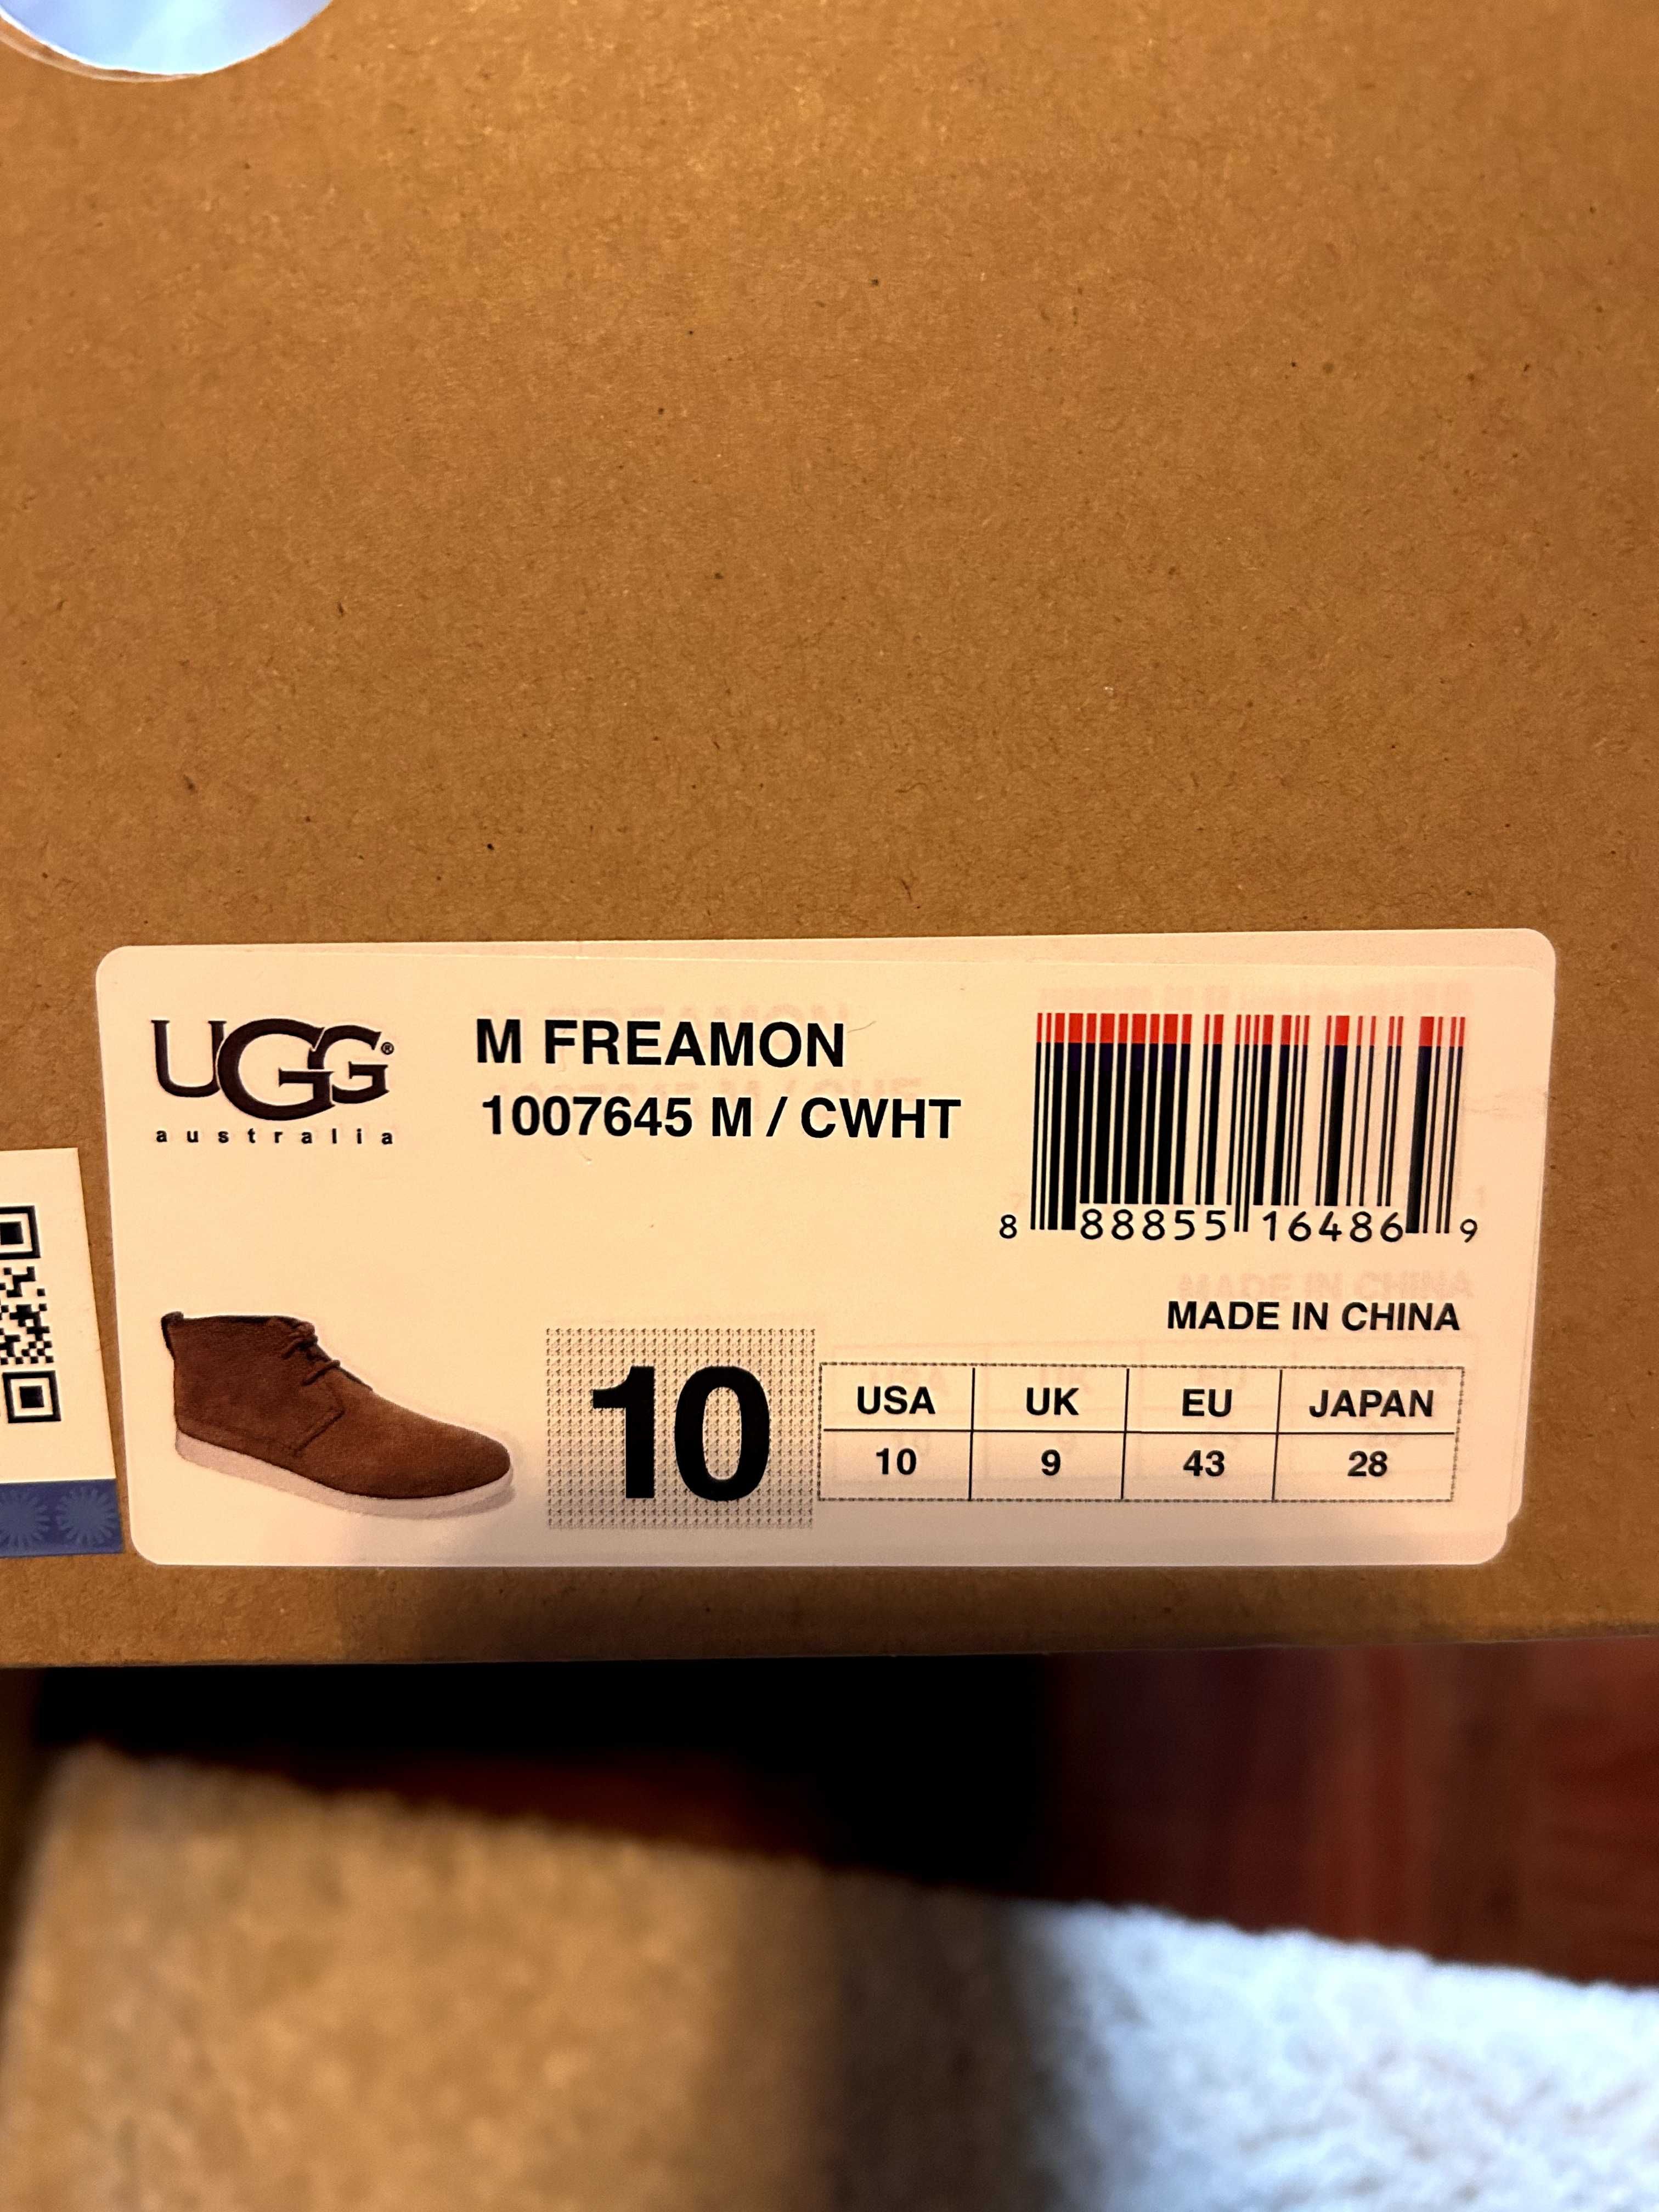 UGG®
australia
M FREAMON
1007645 M / CWHT
8 88855 16486 9
MADE IN CHINA
10
USA UK EU JAPAN
10 9 43 28